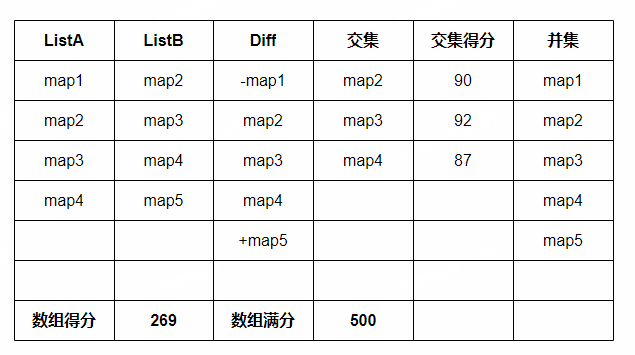 ListA ListB Diff 交集 交集得分 并集
map1 map2 -map1 map2 90 map1
map2 map3 map2 map3 92 map2
map3 map4 map3 map4 87 map3
map4 map5 map4 map4
+map5 map5
数组得分 269 数组满分 500